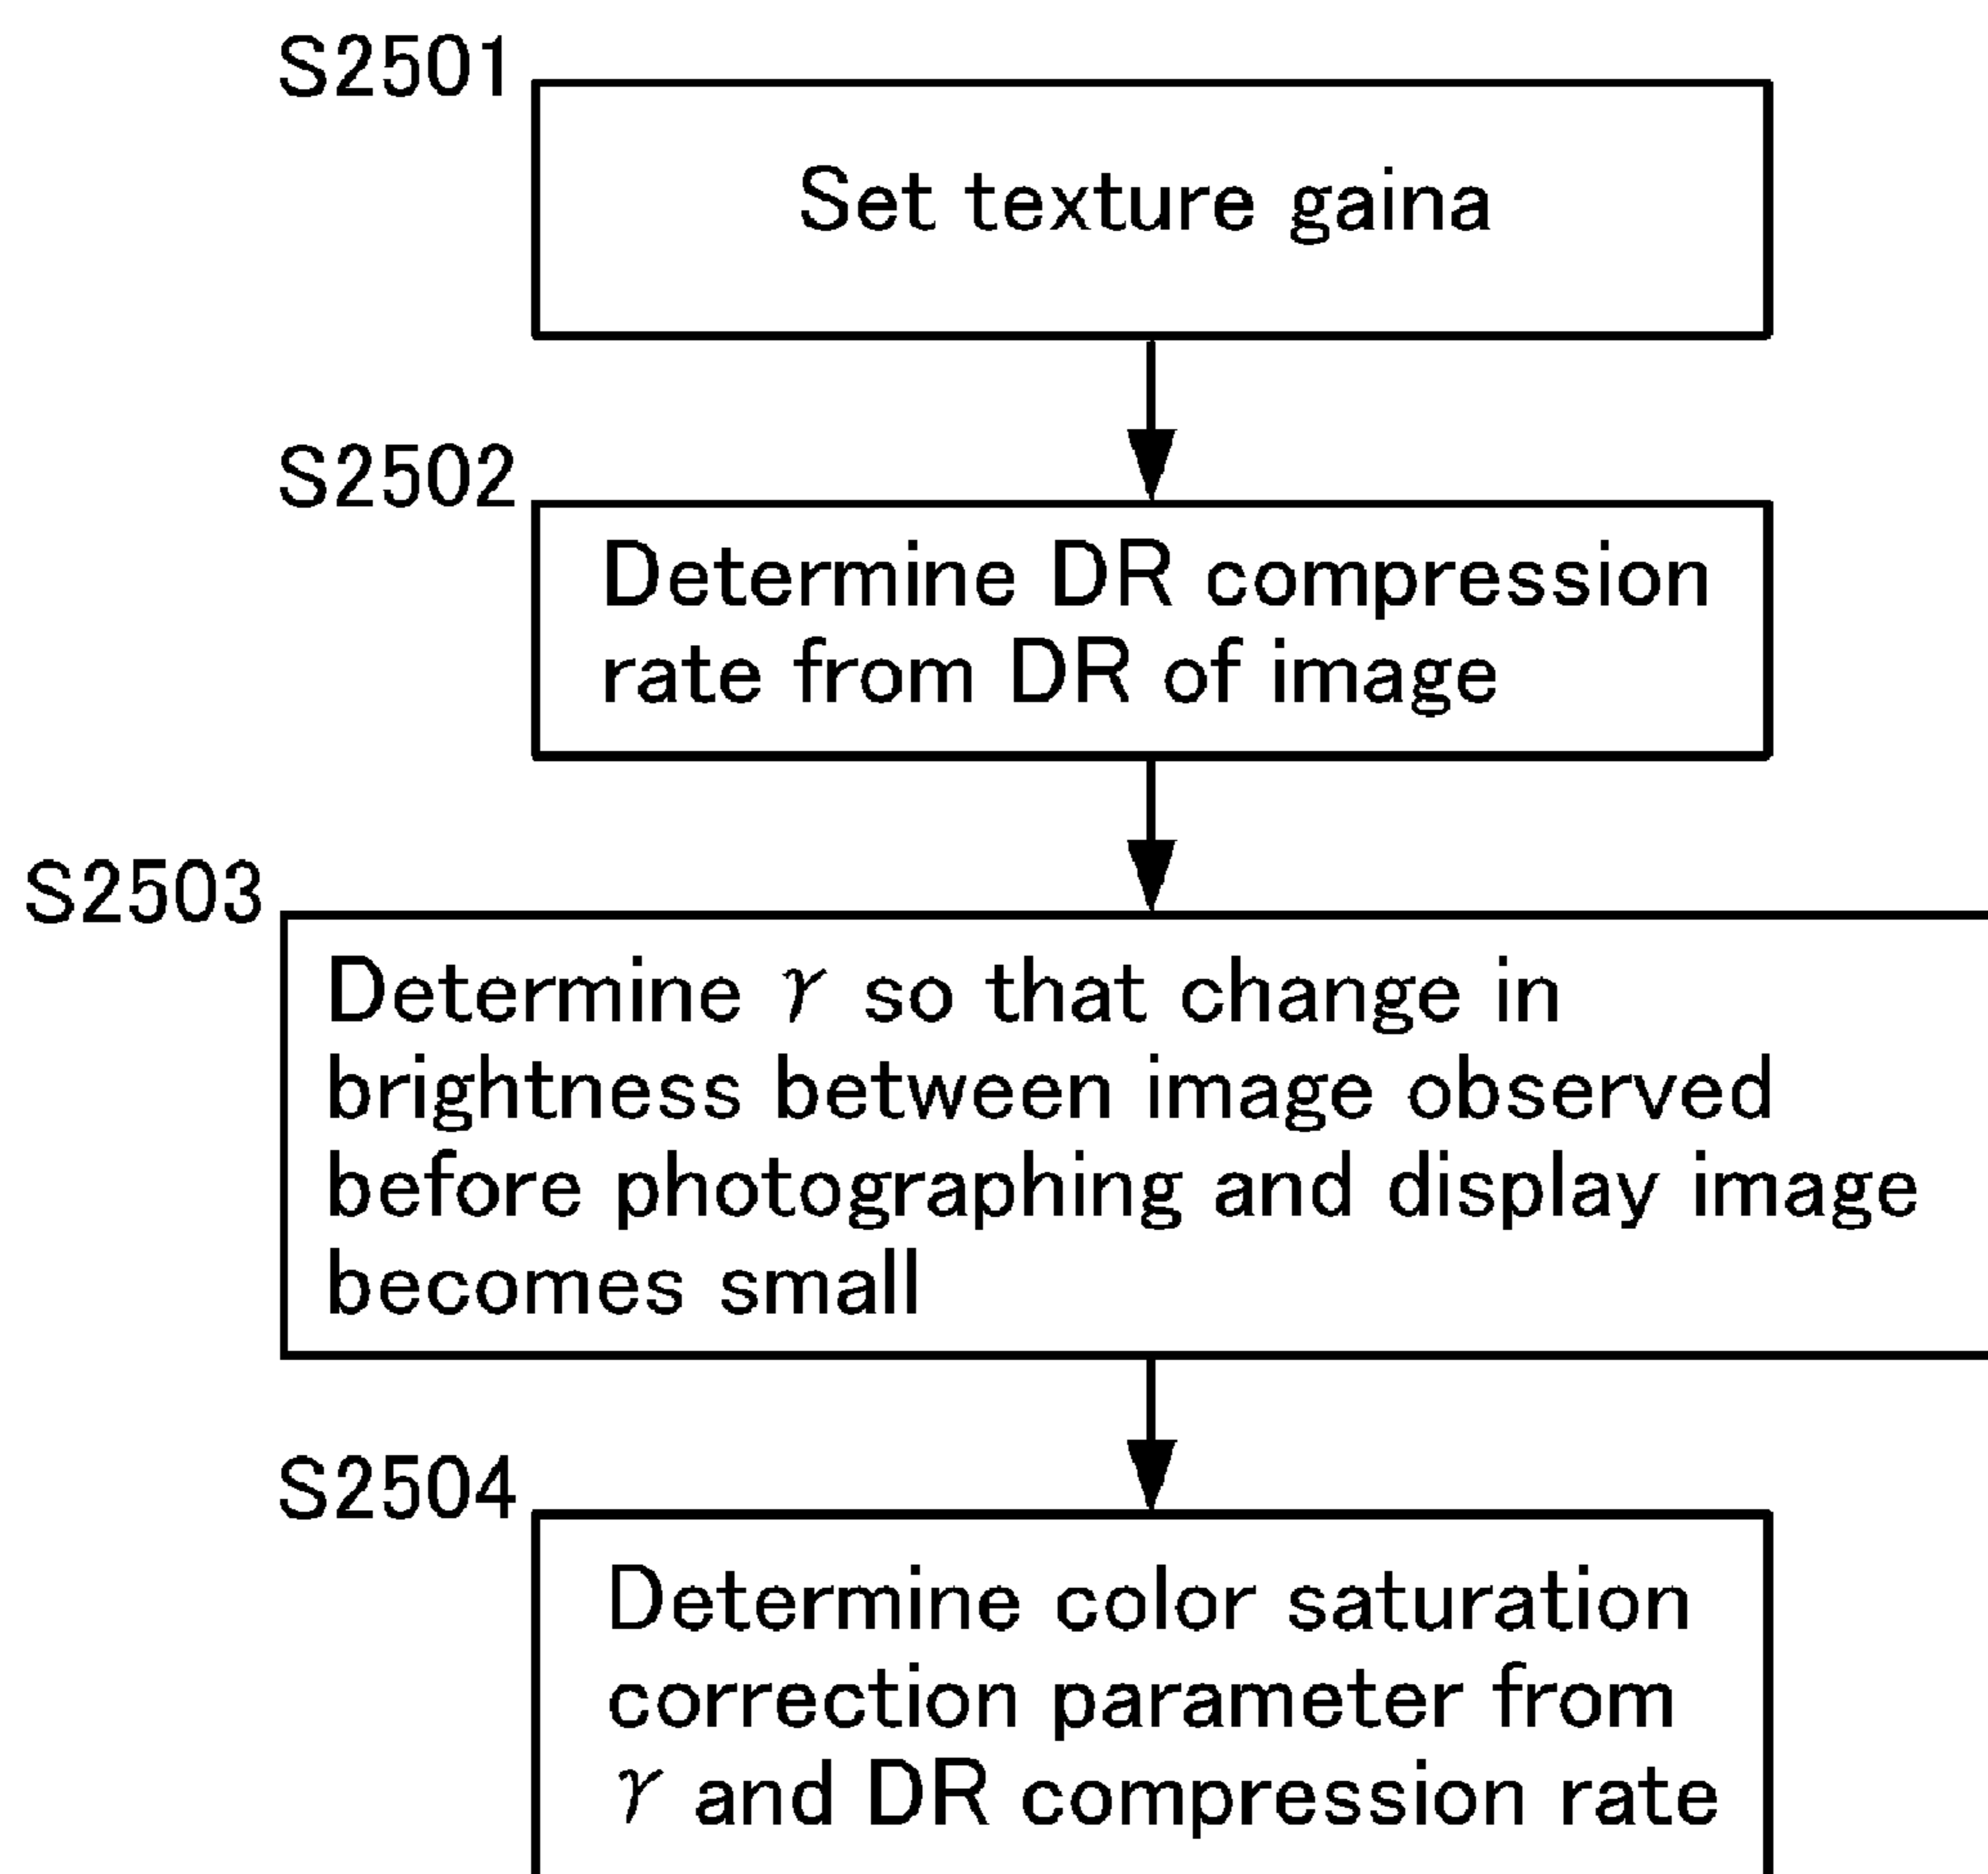 S2501
Set texture gaina
S2502
Determine DR compression
rate from DR of image
S2503
Determine γ so that change in
brightness between image observed
before photographing and display image
becomes small
S2504
Determine color saturation
correction parameter from
γ and DR compression rate